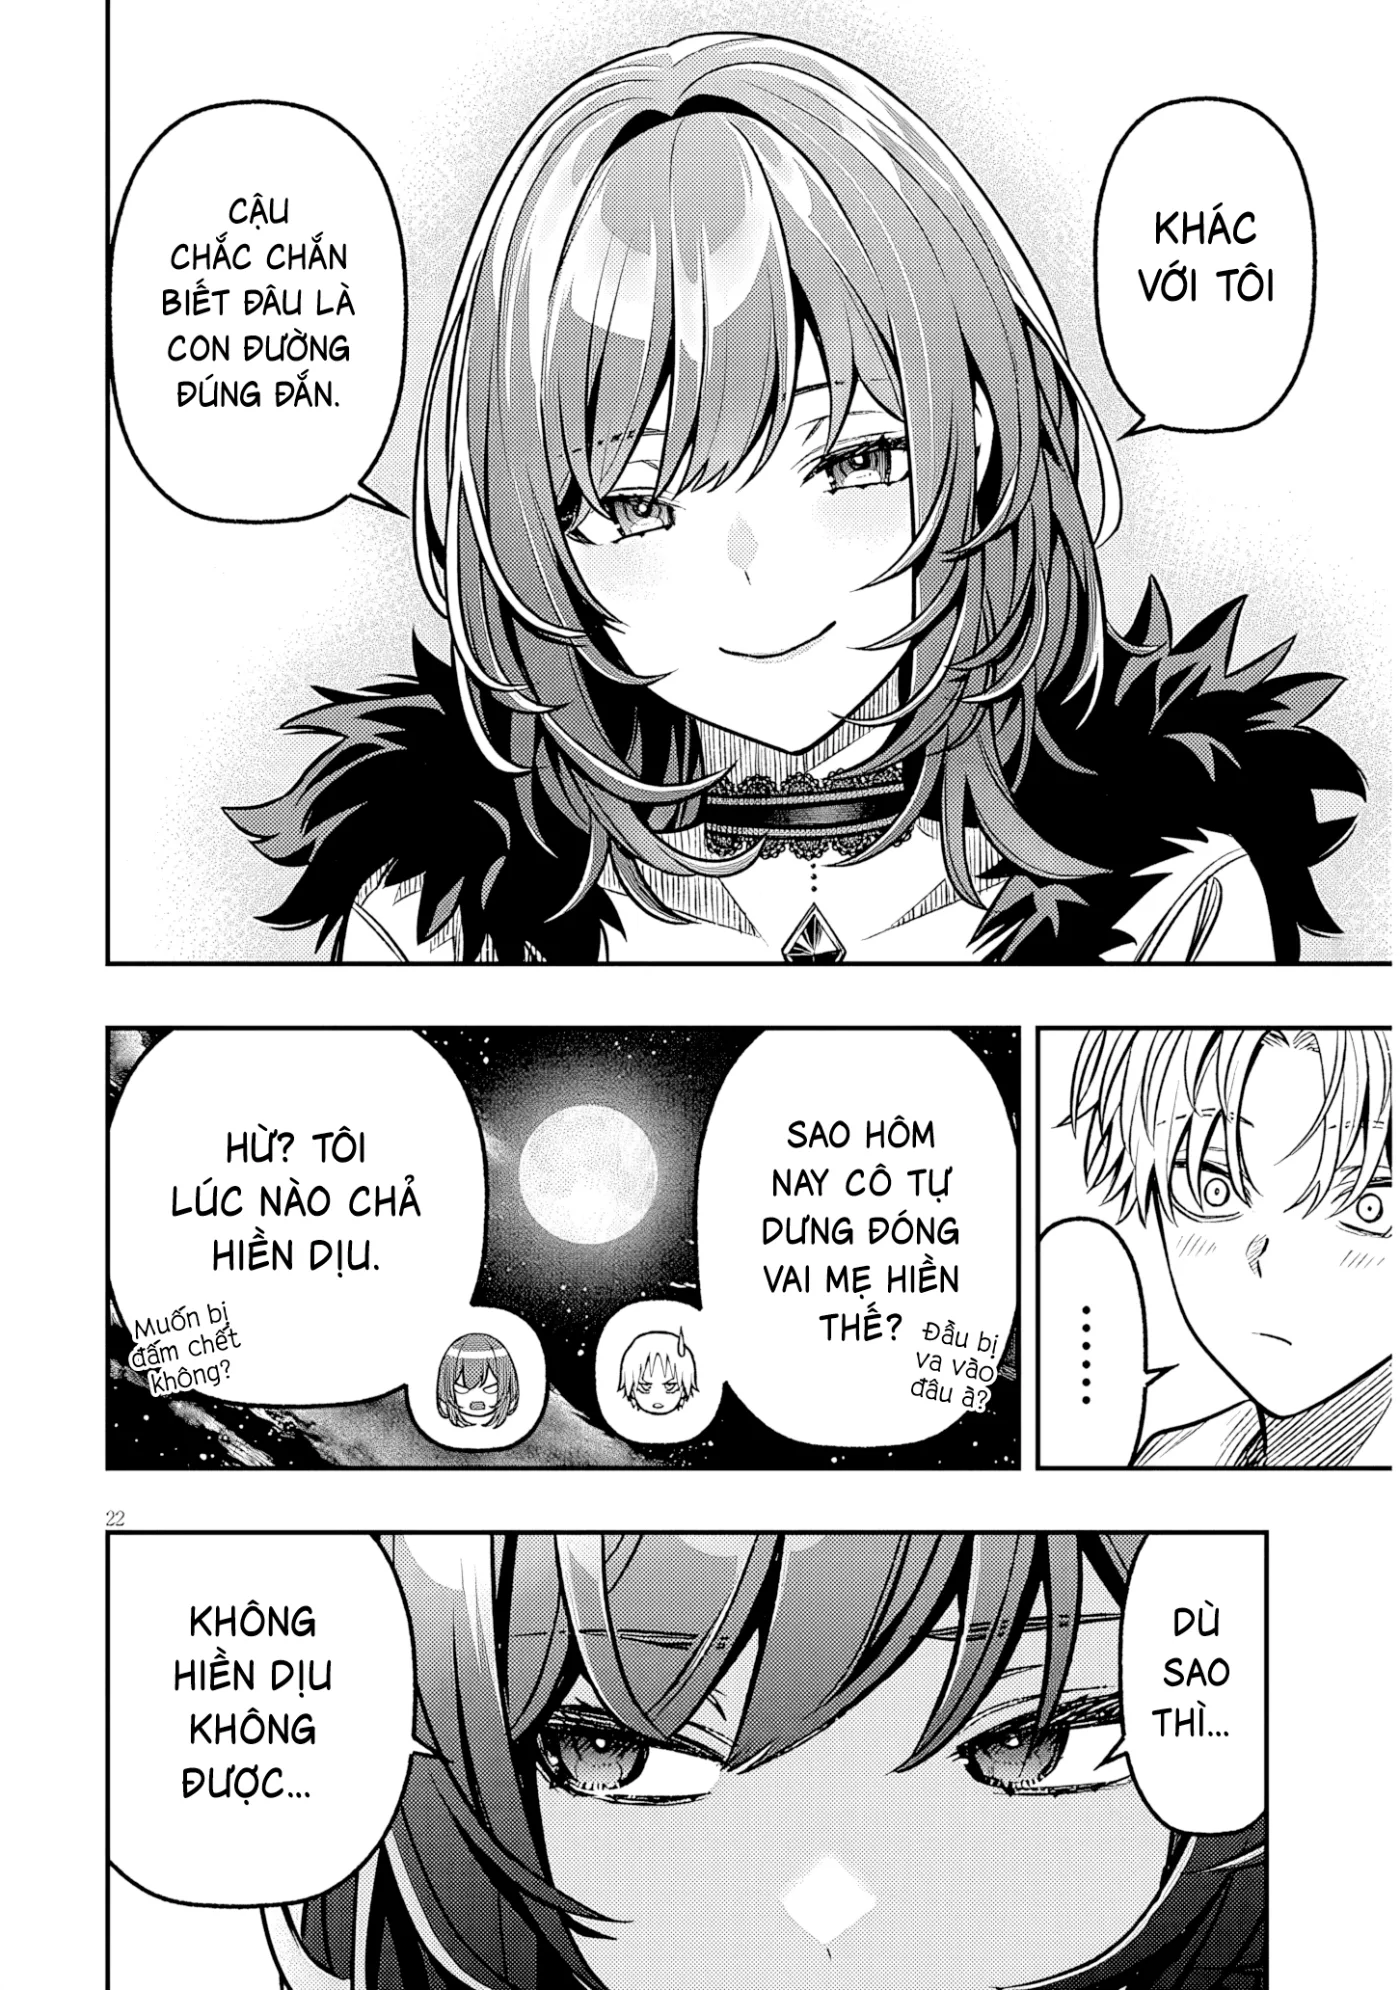 KHÁC
VỚI TÔI
CẬU
CHẮC CHẮN
BIẾT ĐÂU LÀ
CON ĐƯỜNG
ĐÚNG ĐẮN.
......
SAO HÔM
NAY CÔ TỰ
DƯNG ĐÓNG
VAI MẸ HIỀN
THẾ?
Đầu bị
va vào
đâu à?
HỪ? TÔI
LÚC NÀO CHẢ
HIỀN DỊU.
Muốn bị
đấm chết
không?
22
DÙ
SAO
THÌ...
KHÔNG
HIỀN DỊU
KHÔNG
ĐƯỢC...